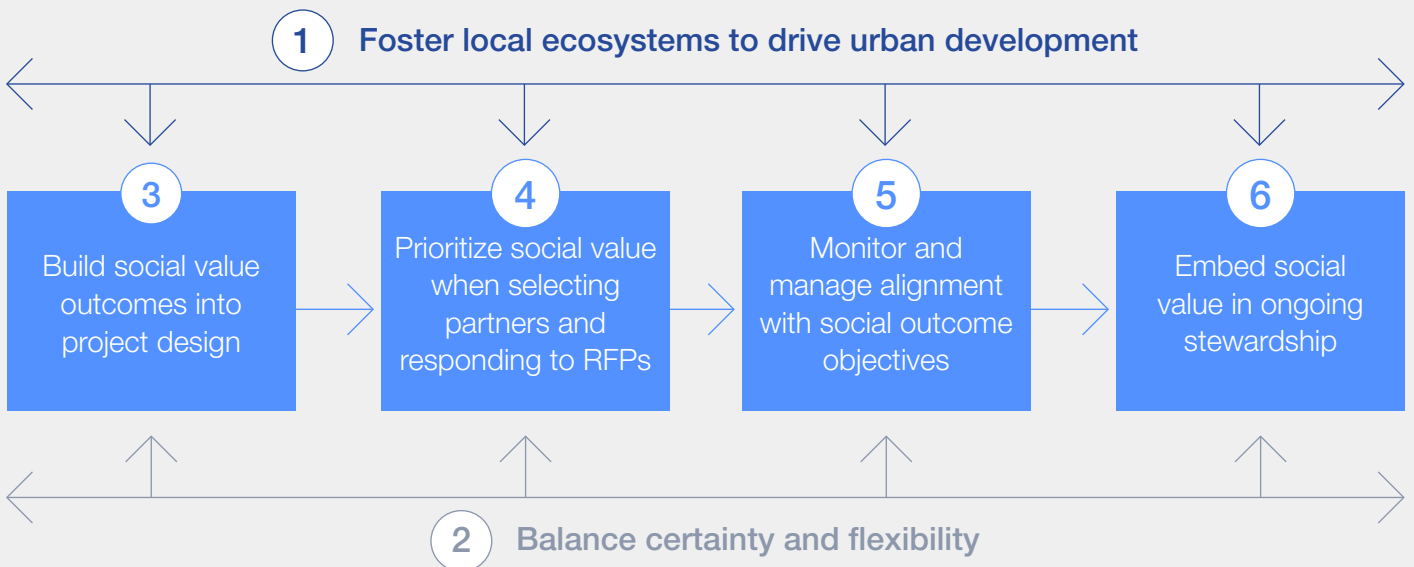 1 Foster local ecosystems to drive urban development
3
Build social value
outcomes into
project design
4
Prioritize social value
when selecting
partners and
responding to RFPs
5
Monitor and
manage alignment
with social outcome
objectives
6
Embed social
value in ongoing
stewardship
2 Balance certainty and flexibility